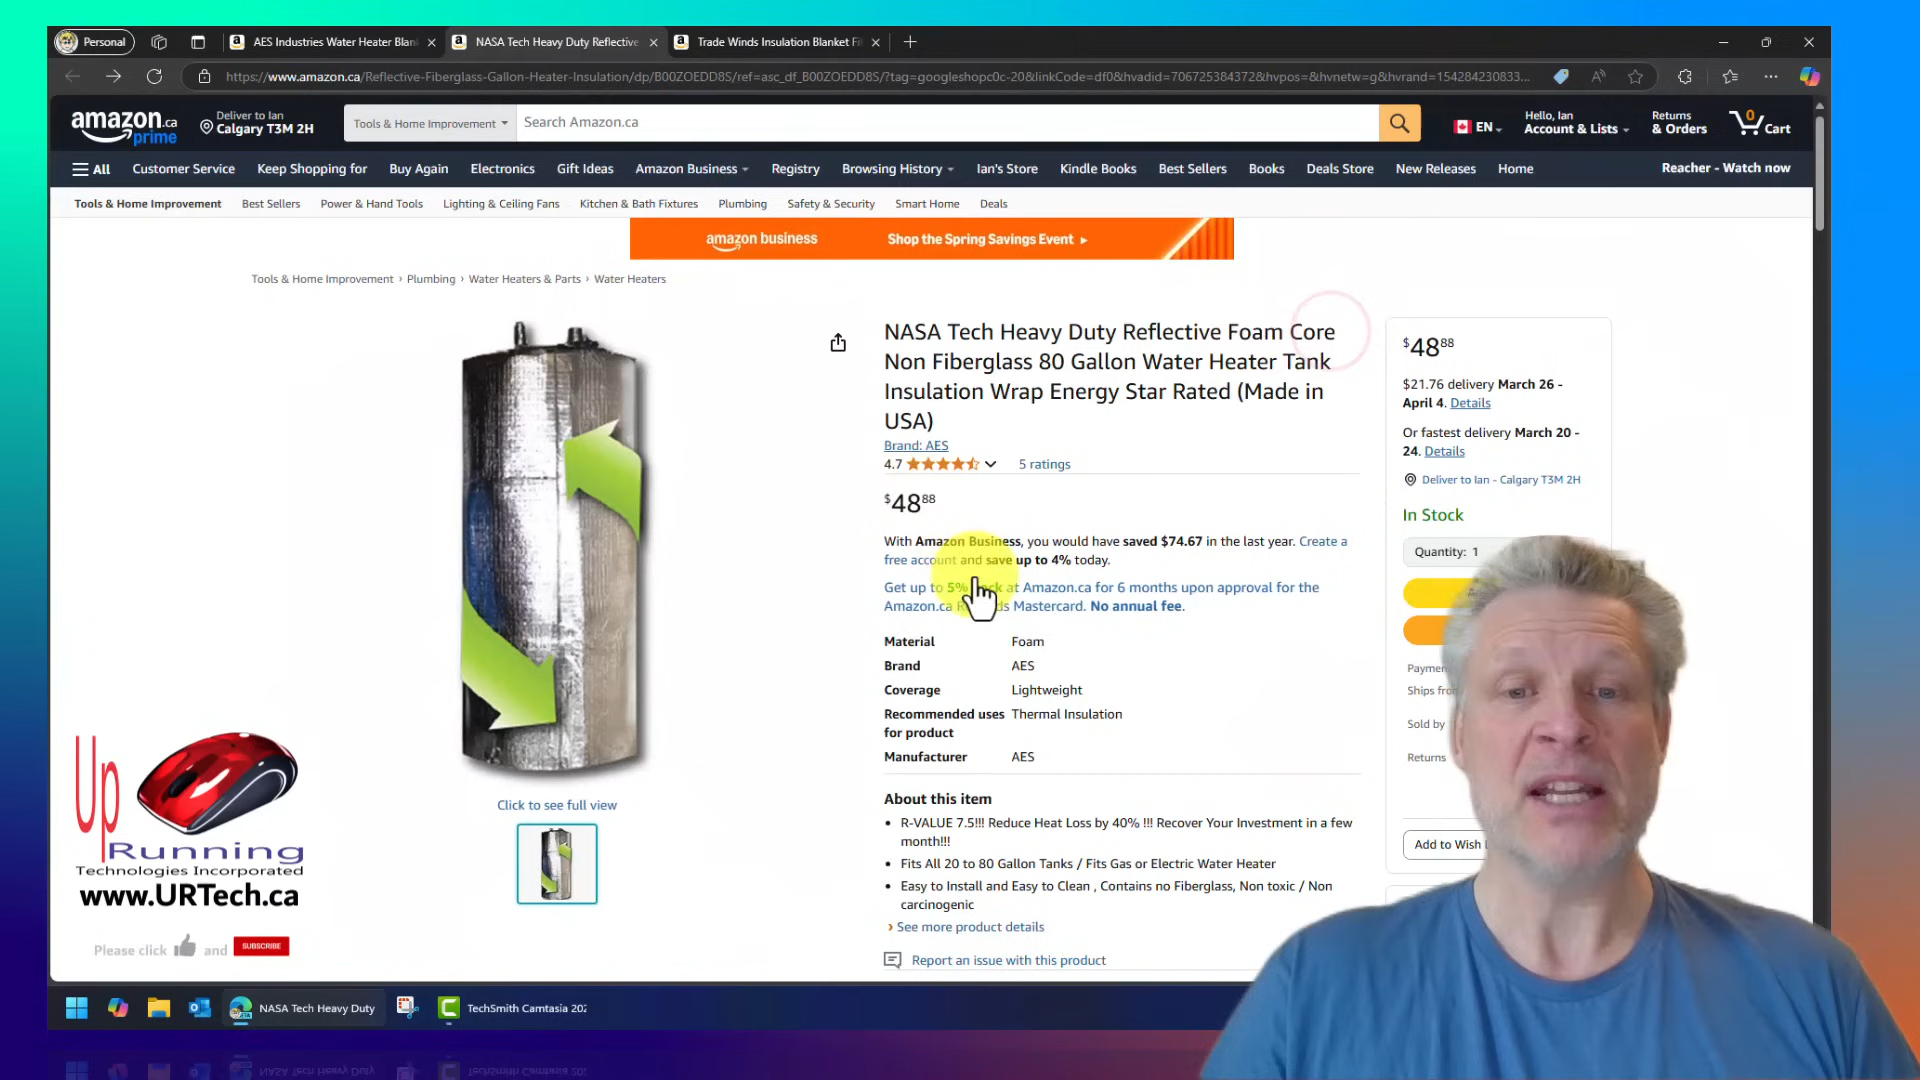 Personal
AES Industries Water Heater Blan
NASA Tech Heavy Duty Reflective
Trade Winds Insulation Blanket Fi
https://www.amazon.ca/Reflective-Fiberglass-Gallon-Heater-Insulation/dp/B00ZOEDD8S/ref=asc_df_B00ZOEDD8S/?tag=googleshopc0c-20&linkCode=df0&hvadid=706725384372&hvpos=&hvnetw=g&hvrand=154284230833...
amazon.ca
prime
Deliver to Ian
Calgary T3M 2H
Tools & Home Improvement
Search Amazon.ca
EN
Hello, Ian
Account & Lists
Returns
& Orders
0
Cart
All
Customer Service
Keep Shopping for
Buy Again
Electronics
Gift Ideas
Amazon Business
Registry
Browsing History
Ian's Store
Kindle Books
Best Sellers
Books
Deals Store
New Releases
Home
Reacher - Watch now
Tools & Home Improvement
Best Sellers
Power & Hand Tools
Lighting & Ceiling Fans
Kitchen & Bath Fixtures
Plumbing
Safety & Security
Smart Home
Deals
amazon business
Shop the Spring Savings Event ▸
Tools & Home Improvement › Plumbing › Water Heaters & Parts › Water Heaters
NASA Tech Heavy Duty Reflective Foam Core
Non Fiberglass 80 Gallon Water Heater Tank
Insulation Wrap Energy Star Rated (Made in
USA)
Brand: AES
4.7
5 ratings
$48 88
With Amazon Business, you would have saved $74.67 in the last year. Create a
free account and save up to 4% today.
Get up to 5% at Amazon.ca for 6 months upon approval for the
Amazon.ca Mastercard. No annual fee.
Material Foam
Brand AES
Coverage Lightweight
Recommended uses Thermal Insulation
for product
Manufacturer AES
About this item
• R-VALUE 7.5!!! Reduce Heat Loss by 40% !!! Recover Your Investment in a few
month!!!
• Fits All 20 to 80 Gallon Tanks / Fits Gas or Electric Water Heater
• Easy to Install and Easy to Clean , Contains no Fiberglass, Non toxic / Non
carcinogenic
› See more product details
Report an issue with this product
Click to see full view
$48 88
$21.76 delivery March 26 -
April 4. Details
Or fastest delivery March 20 -
24. Details
Deliver to Ian - Calgary T3M 2H
In Stock
Quantity: 1
Paymen
Ships fro
Sold by
Returns
Add to Wish
Up
Running
Technologies Incorporated
www.URTech.ca
Please click and SUBSCRIBE
NASA Tech Heavy Duty
TechSmith Camtasia 202